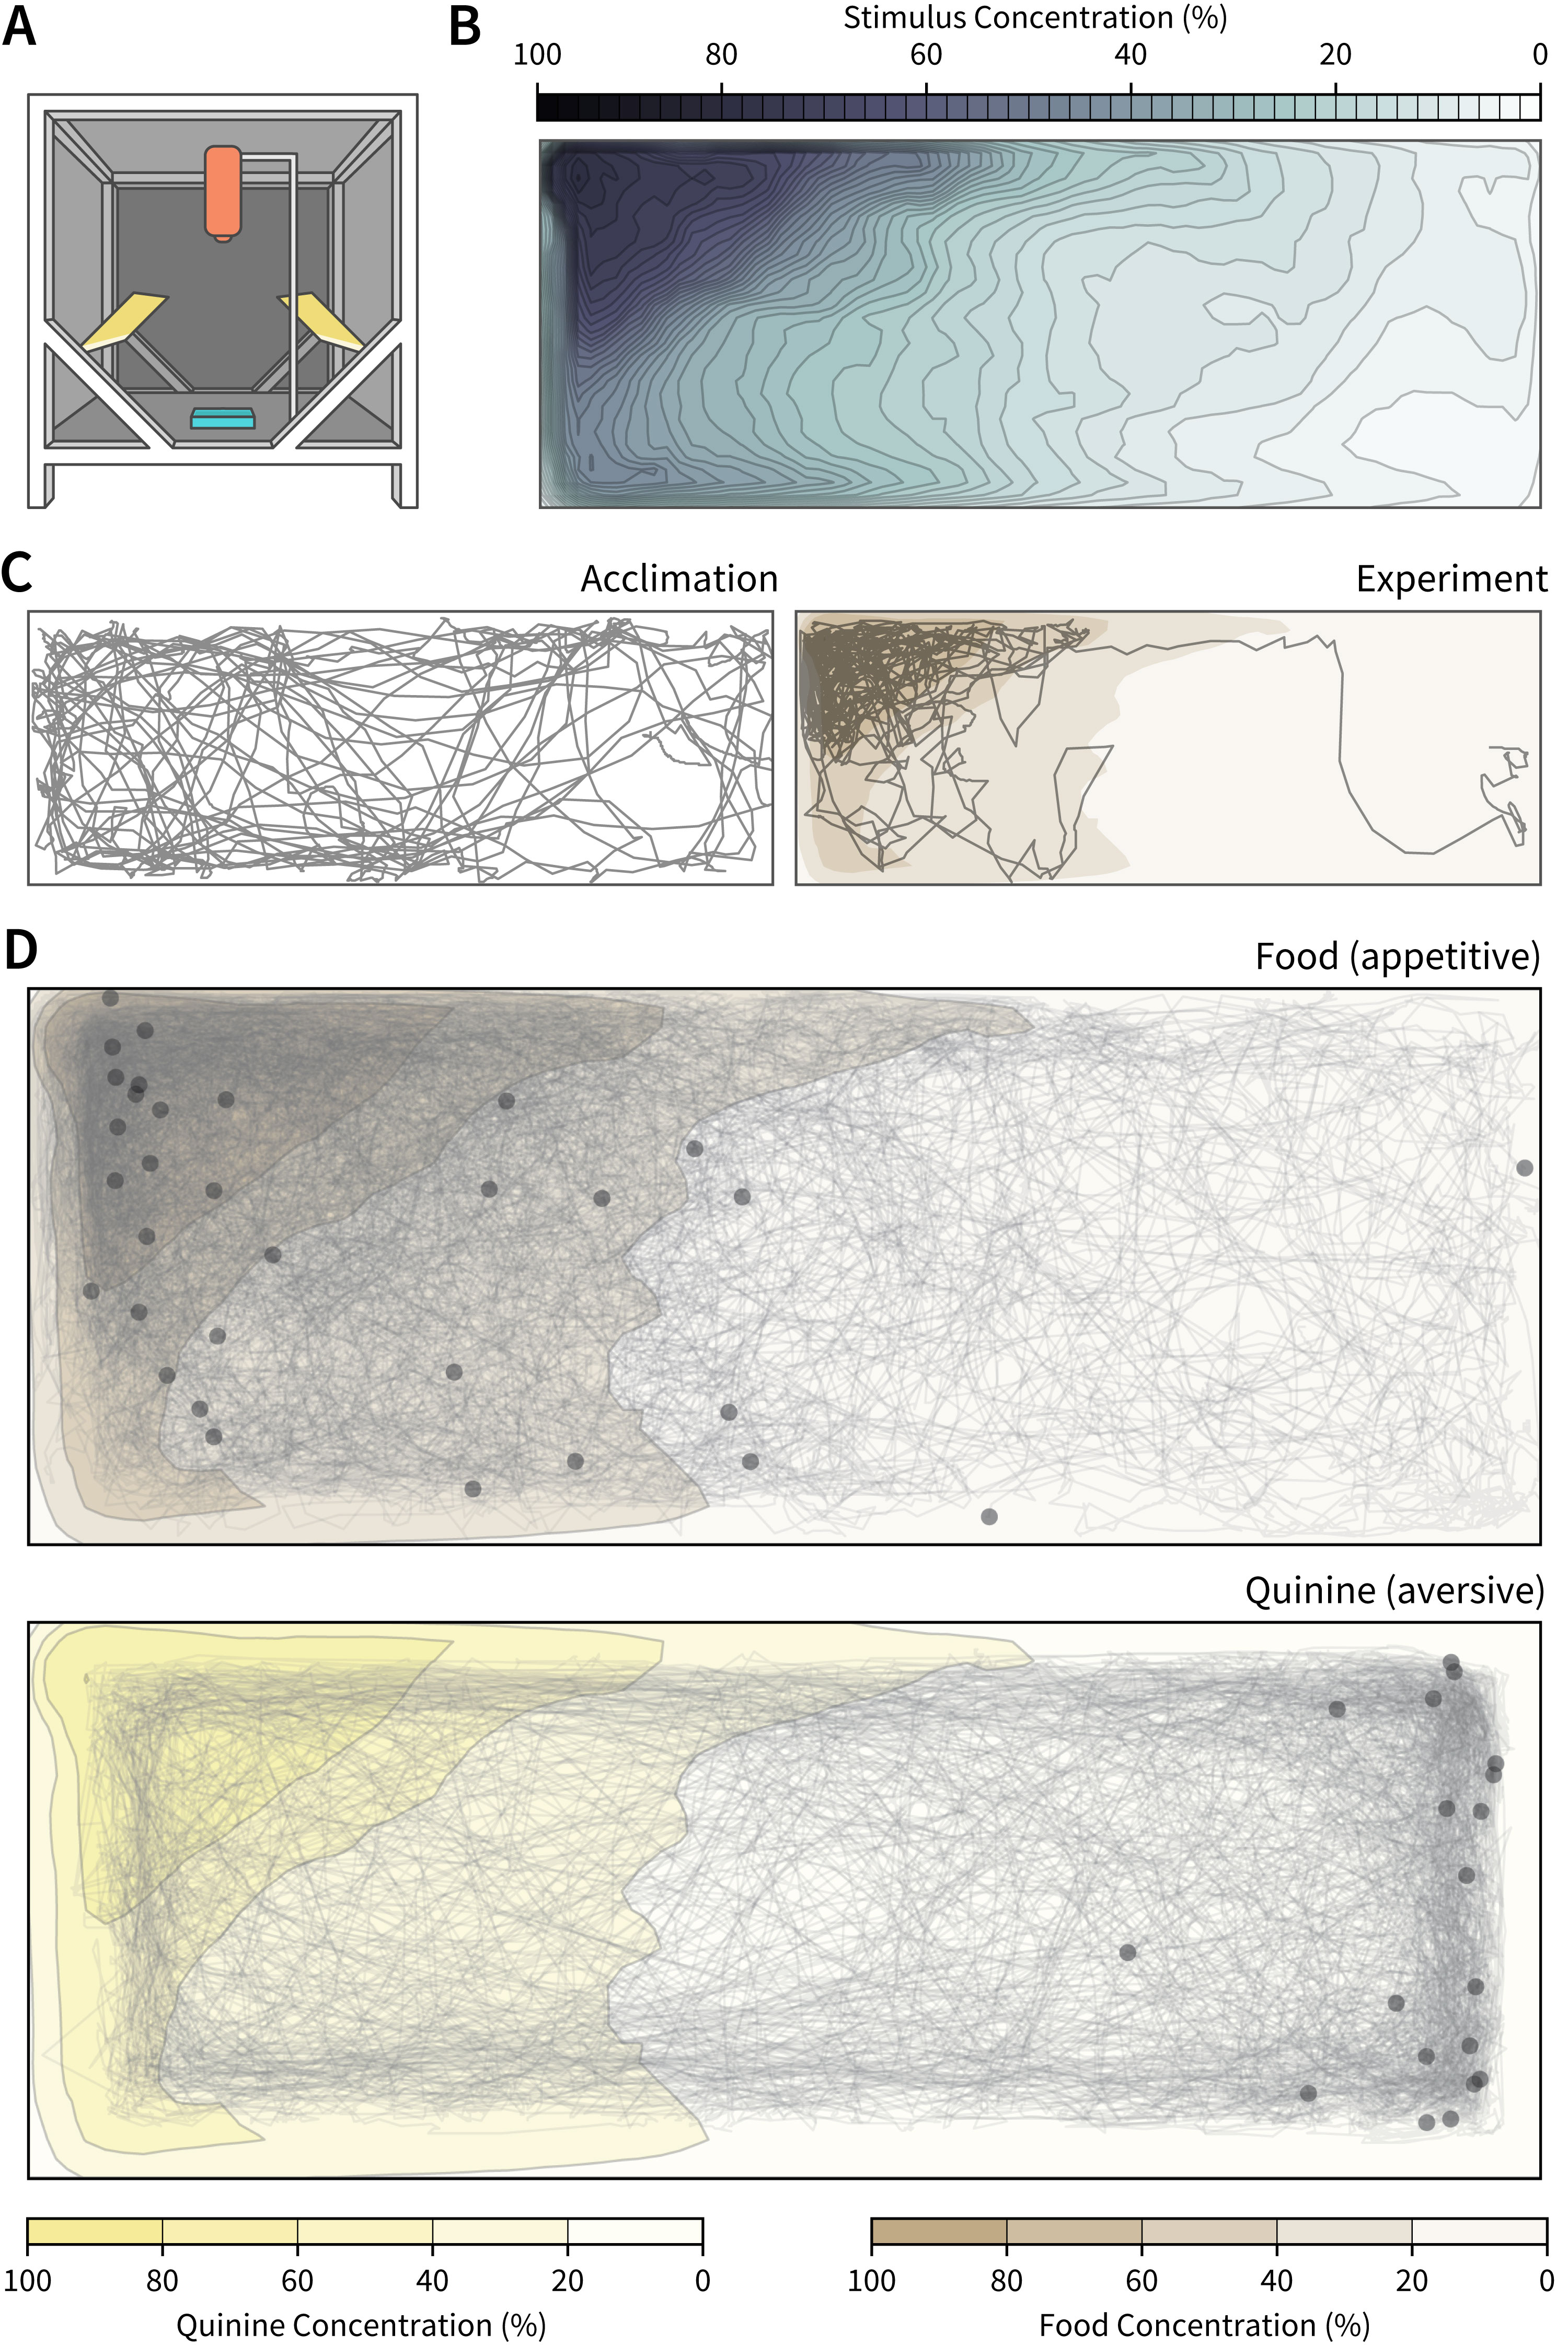 A
B
Stimulus Concentration (%)
100 80 60 40 20 0
C
Acclimation
Experiment
D
Food (appetitive)
Quinine (aversive)
100 80 60 40 20 0
Quinine Concentration (%)
100 80 60 40 20 0
Food Concentration (%)